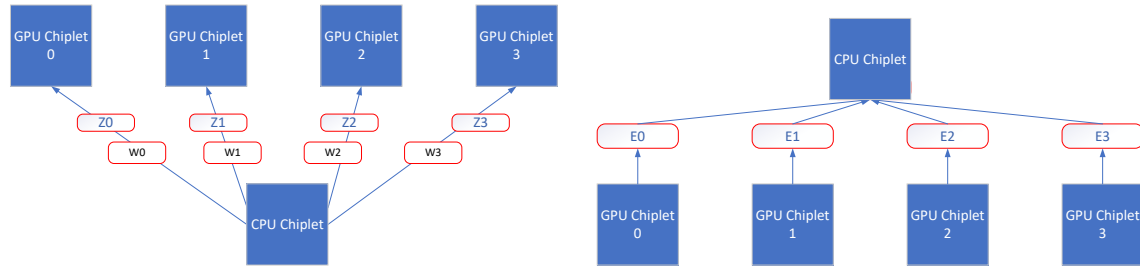 GPU Chiplet
0
GPU Chiplet
1
GPU Chiplet
2
GPU Chiplet
3
Z0
Z1
Z2
Z3
W0
W1
W2
W3
CPU Chiplet
CPU Chiplet
E0
E1
E2
E3
GPU Chiplet
0
GPU Chiplet
1
GPU Chiplet
2
GPU Chiplet
3